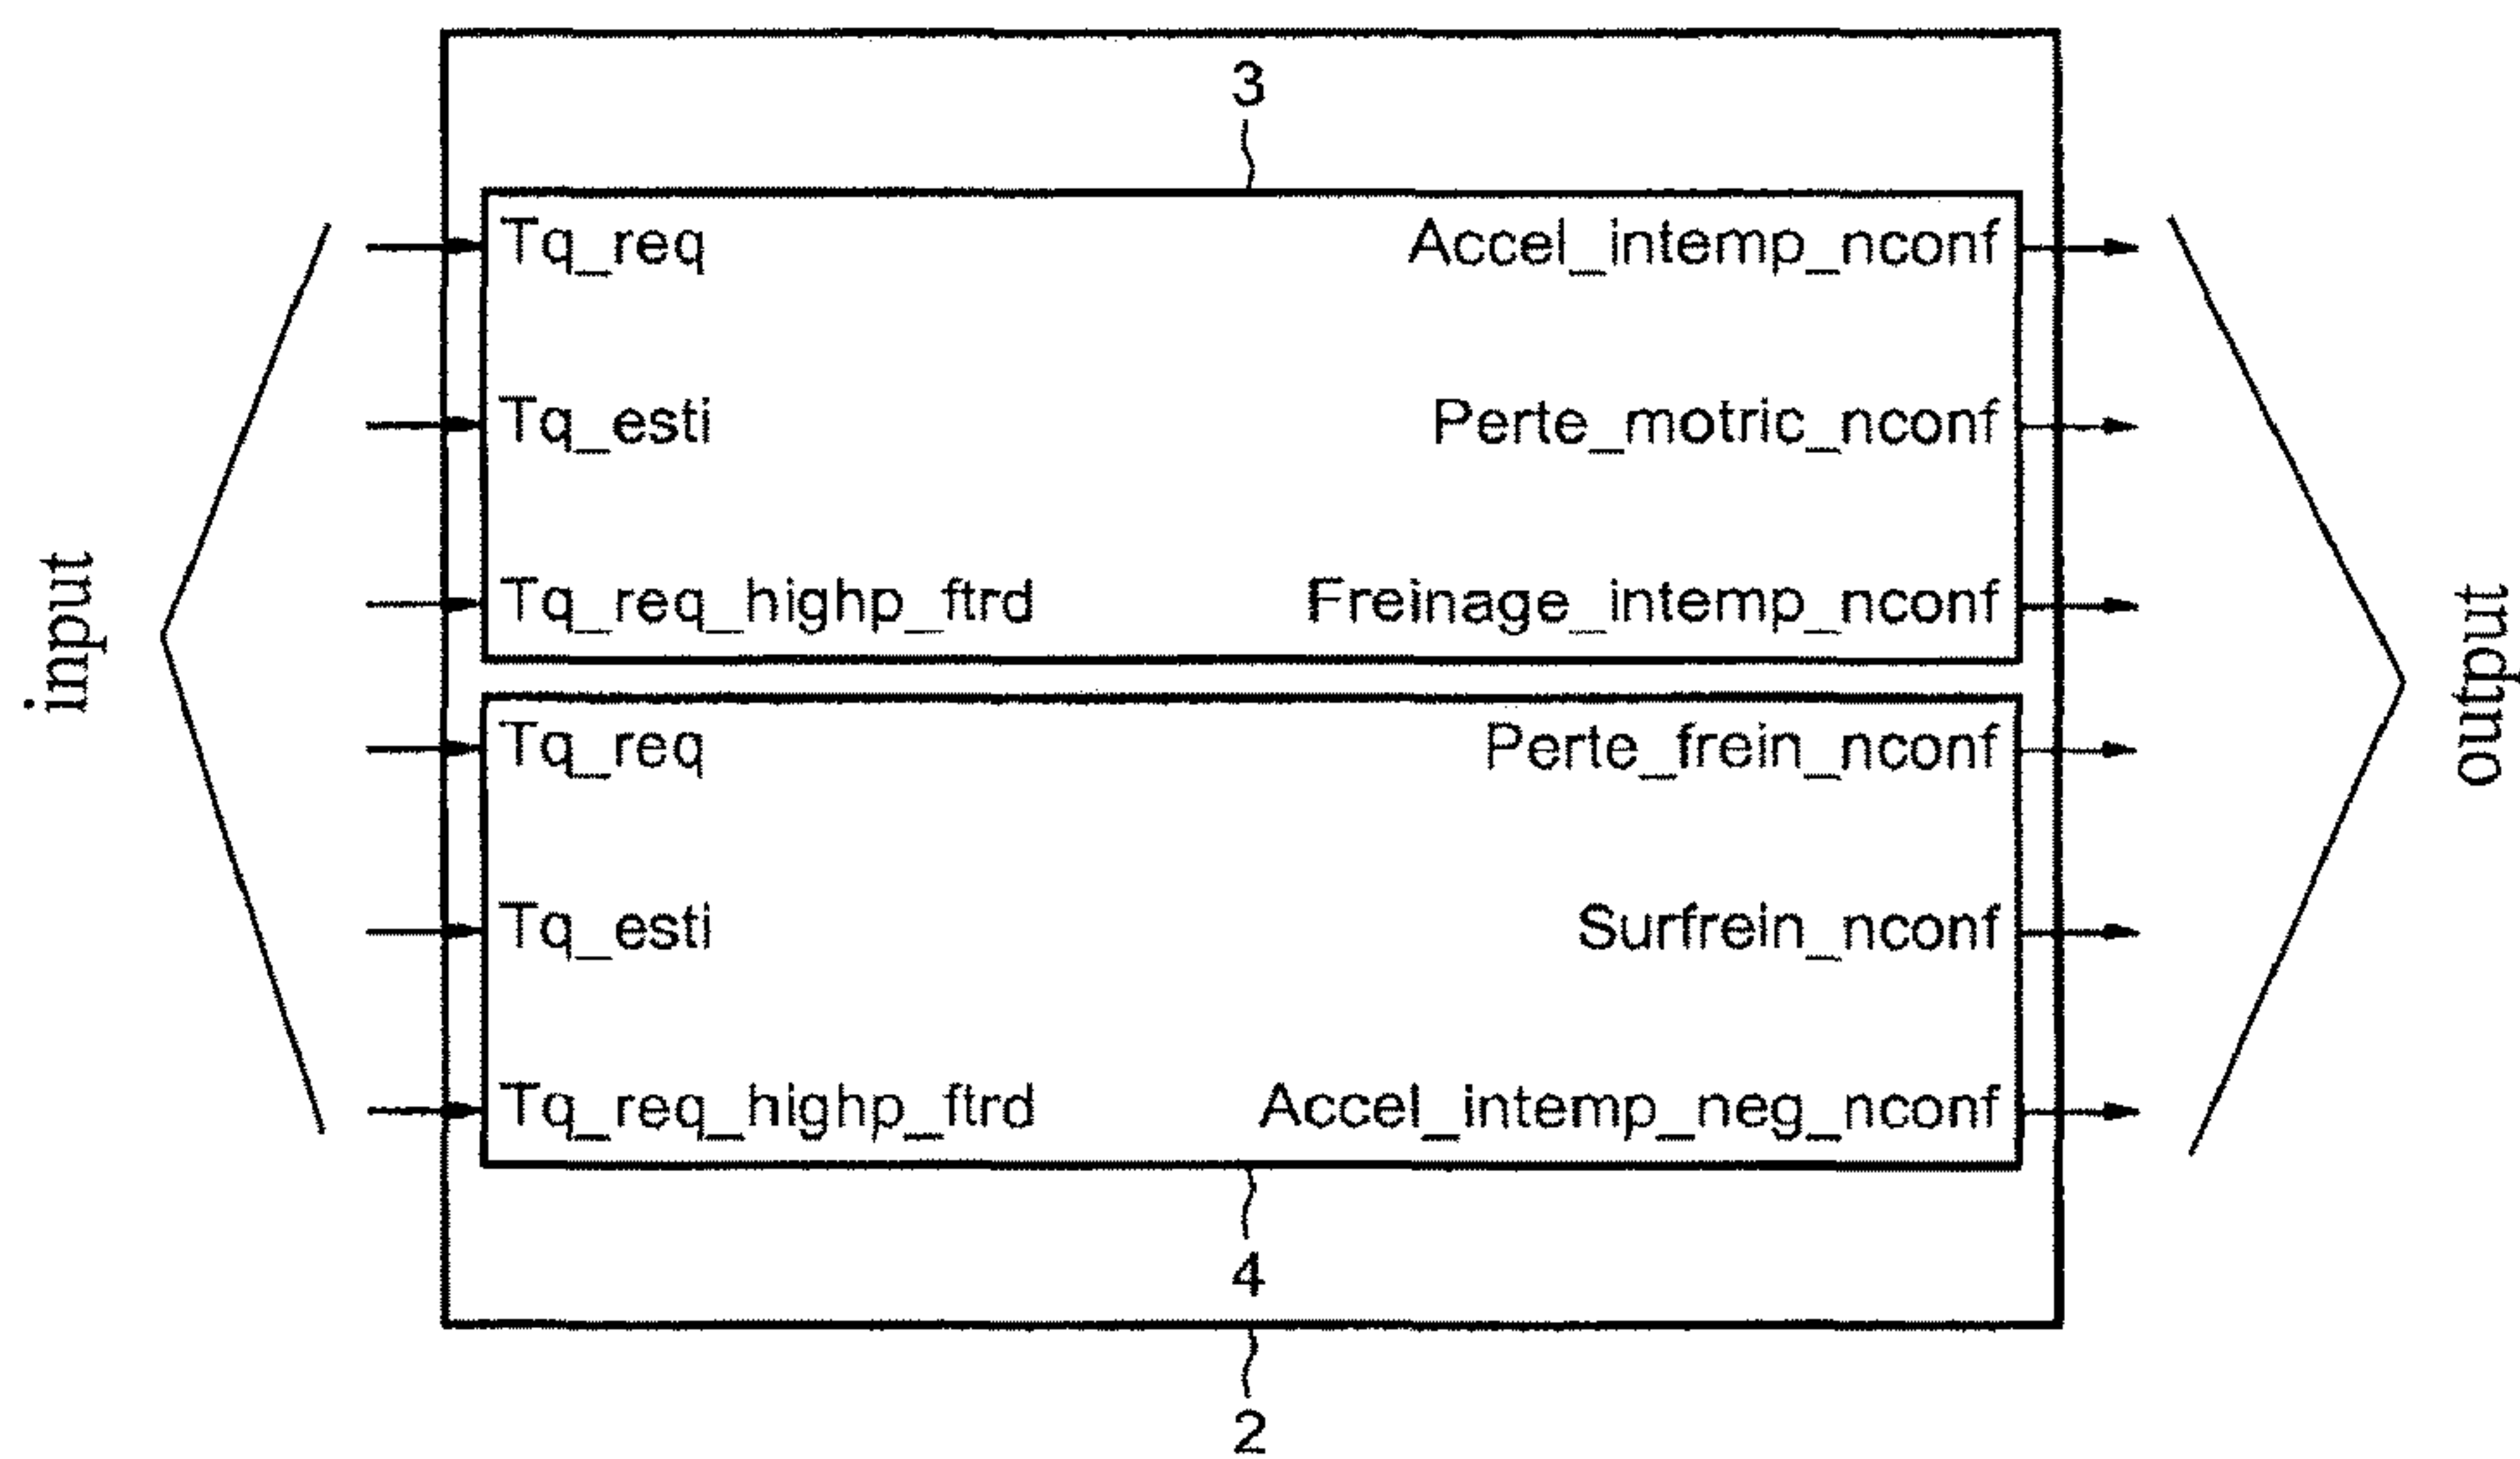 3
Tq_req
Accel_intemp_nconf
Tq_esti
Perte_motric_nconf
Tq_req_highp_ftrd
Freinage_intemp_nconf
input
output
Tq_req
Perte_frein_nconf
Tq_esti
Surfrein_nconf
Tq_req_highp_ftrd
Accel_intemp_neg_nconf
4
2